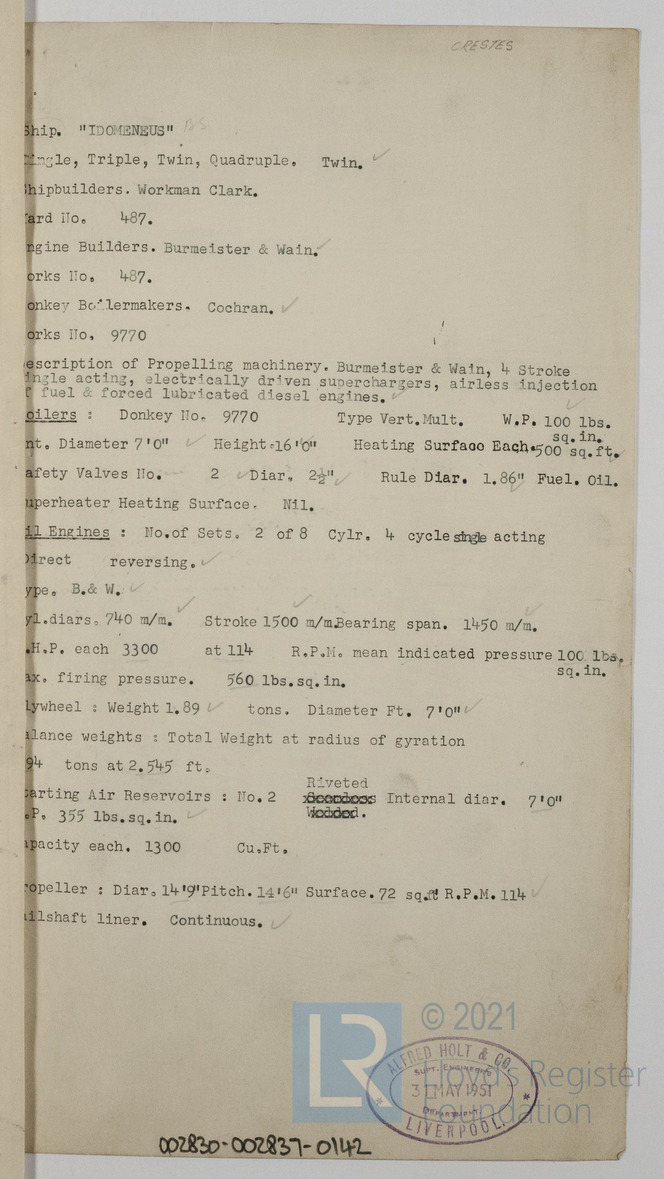 ORESTES
Ship. "IDOMENEUS" BS
ingle, Triple, Twin, Quadruple. Twin.
hipbuilders. Workman Clark.
ard No. 487.
ngine Builders. Burmeister & Wain.
orks No. 487.
onkey Boilermakers. Cochran.
orks No. 9770
escription of Propelling machinery. Burmeister & Wain, 4 Stroke
ingle acting, electrically driven superchargers, airless injection
f fuel & forced lubricated diesel engines.
oilers : Donkey No. 9770 Type Vert.Mult. W.P. 100 lbs.
sq.in.
nt. Diameter 7'0" Height.16'0" Heating Surface Each.500 sq.ft.
afety Valves No. 2 Diar. 2½" Rule Diar. 1.86" Fuel. Oil.
uperheater Heating Surface. Nil.
il Engines : No.of Sets. 2 of 8 Cylr. 4 cycle single acting
Direct reversing.
ype. B.& W.
yl.diars. 740 m/m. Stroke 1500 m/m.Bearing span. 1450 m/m.
.H.P. each 3300 at 114 R.P.M. mean indicated pressure 100 lbs.
sq.in.
ax. firing pressure. 560 lbs.sq.in.
lywheel : Weight 1.89 tons. Diameter Ft. 7'0"
alance weights : Total Weight at radius of gyration
94 tons at 2.545 ft.
Riveted
arting Air Reservoirs : No. 2 Seamless Internal diar. 7'0"
.P. 355 lbs.sq.in. Welded.
apacity each. 1300 Cu.Ft.
ropeller : Diar. 14'9" Pitch. 14'6" Surface. 72 sq.ft R.P.M. 114
ilshaft liner. Continuous.
LR © 2021
Lloyd's Register
Foundation
ALFRED HOLT & CO.
SUPT. ENGINEERS
31 MAY 1951
DEPARTMENT
LIVERPOOL.
002830-002837-0142